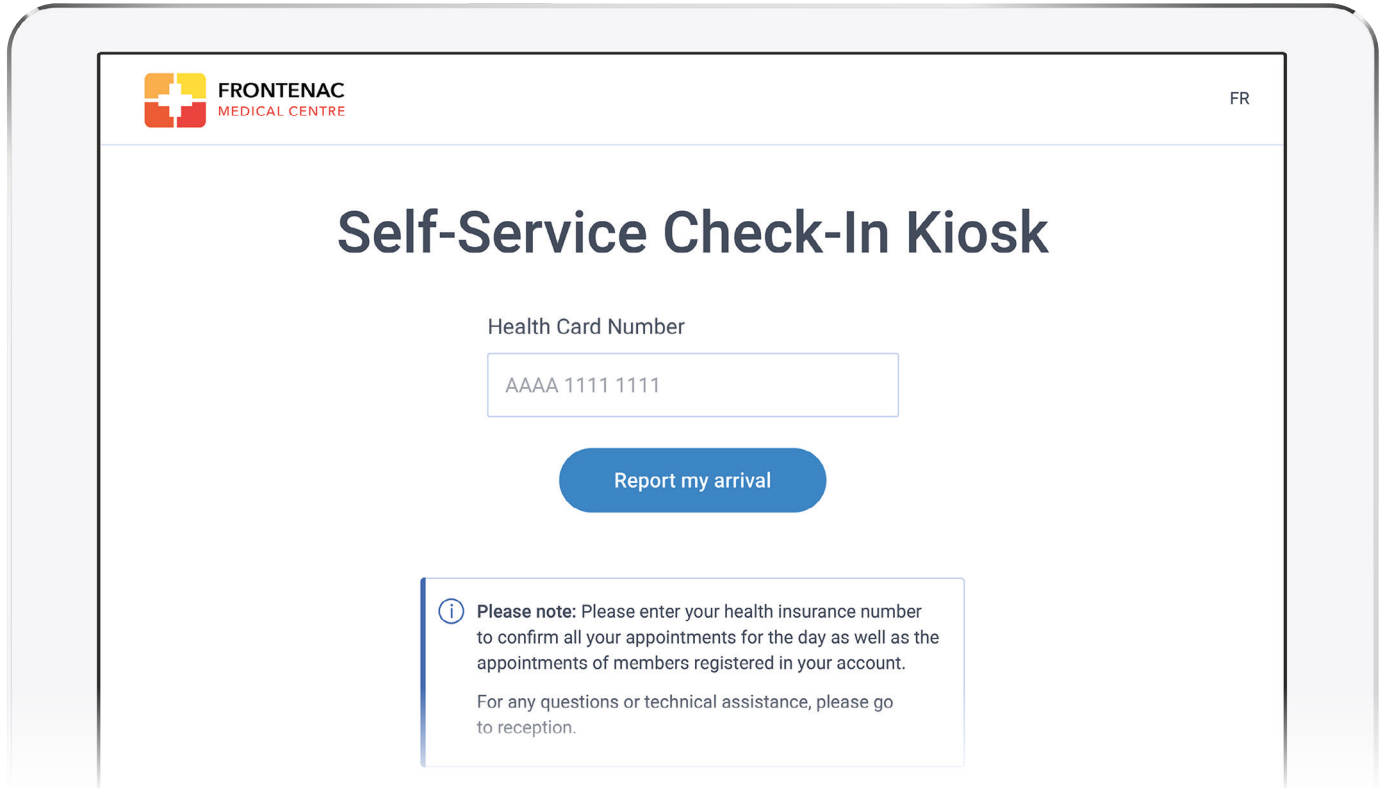 FRONTENAC
MEDICAL CENTRE
FR
Self-Service Check-In Kiosk
Health Card Number
AAAA 1111 1111
Report my arrival
Please note: Please enter your health insurance number
to confirm all your appointments for the day as well as the
appointments of members registered in your account.
For any questions or technical assistance, please go
to reception.